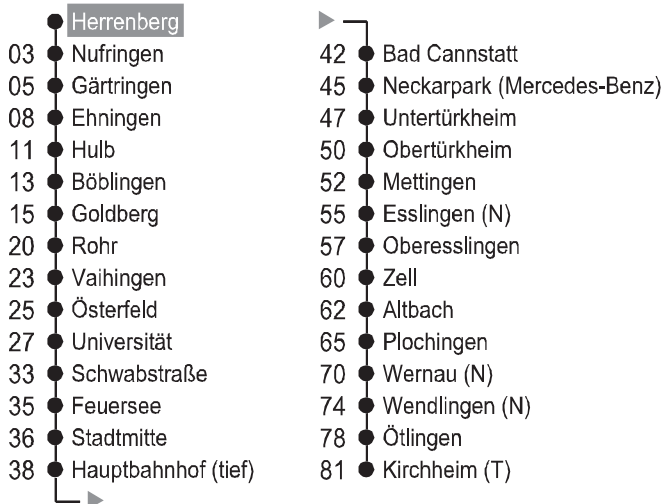 Herrenberg
03 Nufringen
05 Gärtringen
08 Ehningen
11 Hulb
13 Böblingen
15 Goldberg
20 Rohr
23 Vaihingen
25 Österfeld
27 Universität
33 Schwabstraße
35 Feuersee
36 Stadtmitte
38 Hauptbahnhof (tief)
42 Bad Cannstatt
45 Neckarpark (Mercedes-Benz)
47 Untertürkheim
50 Obertürkheim
52 Mettingen
55 Esslingen (N)
57 Oberesslingen
60 Zell
62 Altbach
65 Plochingen
70 Wernau (N)
74 Wendlingen (N)
78 Ötlingen
81 Kirchheim (T)